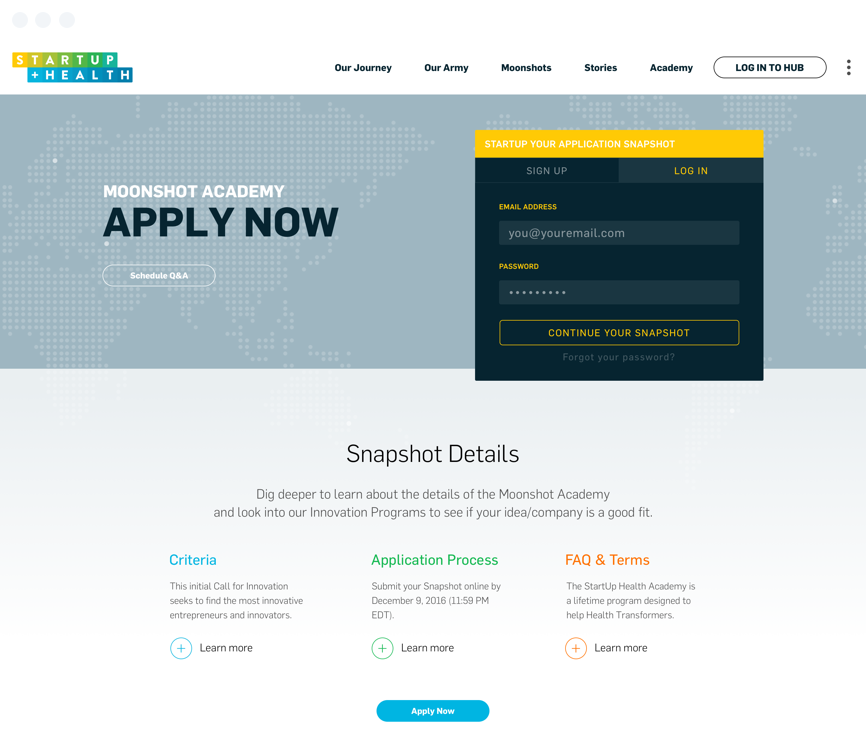 STARTUP
+HEALTH
Our Journey
Our Army
Moonshots
Stories
Academy
LOG IN TO HUB
MOONSHOT ACADEMY
APPLY NOW
Schedule Q&A
STARTUP YOUR APPLICATION SNAPSHOT
SIGN UP
LOG IN
EMAIL ADDRESS
you@youremail.com
PASSWORD
CONTINUE YOUR SNAPSHOT
Forgot your password?
Snapshot Details
Dig deeper to learn about the details of the Moonshot Academy
and look into our Innovation Programs to see if your idea/company is a good fit.
Criteria
This initial Call for Innovation
seeks to find the most innovative
entrepreneurs and innovators.
Learn more
Application Process
Submit your Snapshot online by
December 9, 2016 (11:59 PM
EDT).
Learn more
FAQ & Terms
The StartUp Health Academy is
a lifetime program designed to
help Health Transformers.
Learn more
Apply Now